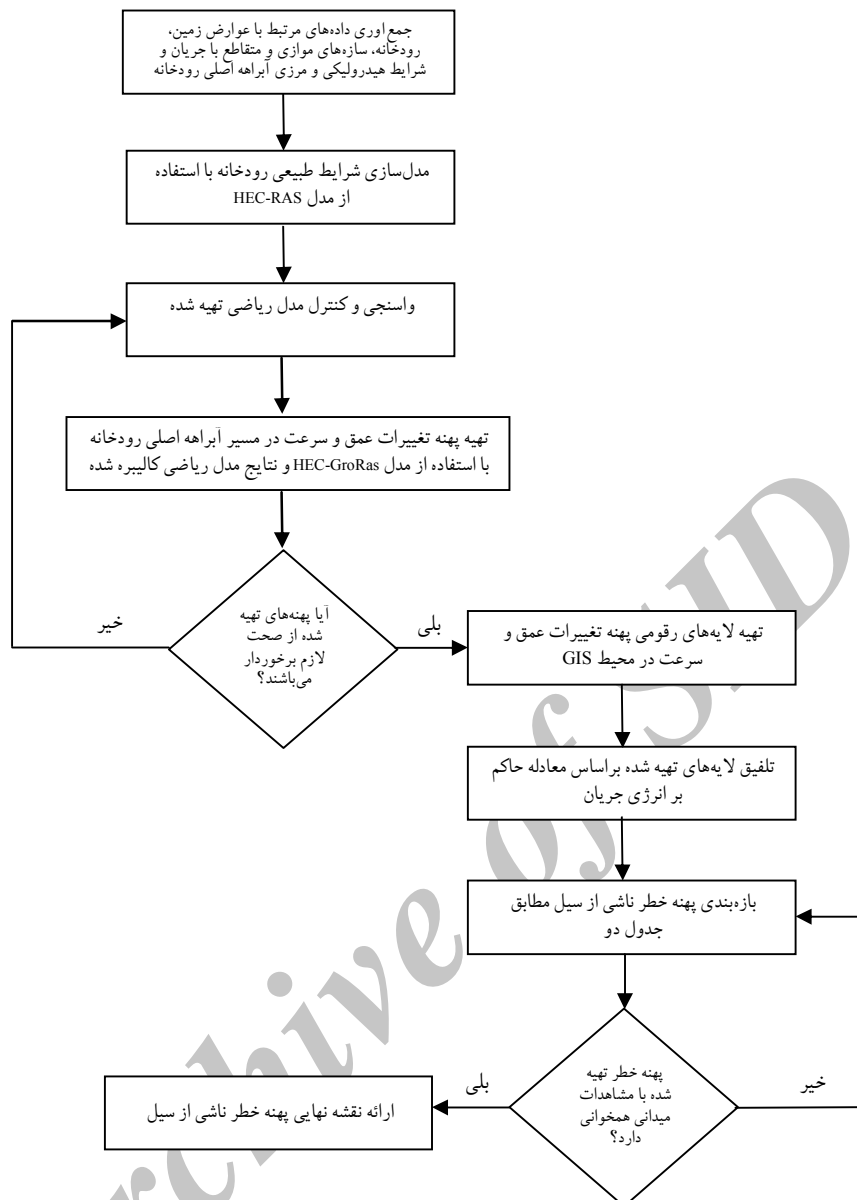 جمع‌اوری داده‌های مرتبط با عوارض زمین،
رودخانه، سازه‌های موازی و متقاطع با جریان و
شرایط هیدرولیکی و مرزی آبراهه اصلی رودخانه
مدل‌سازی شرایط طبیعی رودخانه با استفاده
از مدل HEC-RAS
واسنجی و کنترل مدل ریاضی تهیه شده
تهیه پهنه تغییرات عمق و سرعت در مسیر آبراهه اصلی رودخانه
با استفاده از مدل HEC-GroRas و نتایج مدل ریاضی کالیبره شده
آیا پهنه‌های تهیه
شده از صحت
لازم برخوردار
می‌باشند؟
خیر
بلی
تهیه لایه‌های رقومی پهنه تغییرات عمق و
سرعت در محیط GIS
تلفیق لایه‌های تهیه شده براساس معادله حاکم
بر انرژی جریان
بازه‌بندی پهنه خطر ناشی از سیل مطابق
جدول دو
پهنه خطر تهیه
شده با مشاهدات
میدانی همخوانی
دارد؟
خیر
بلی
ارائه نقشه نهایی پهنه خطر ناشی از سیل
Archive of SID